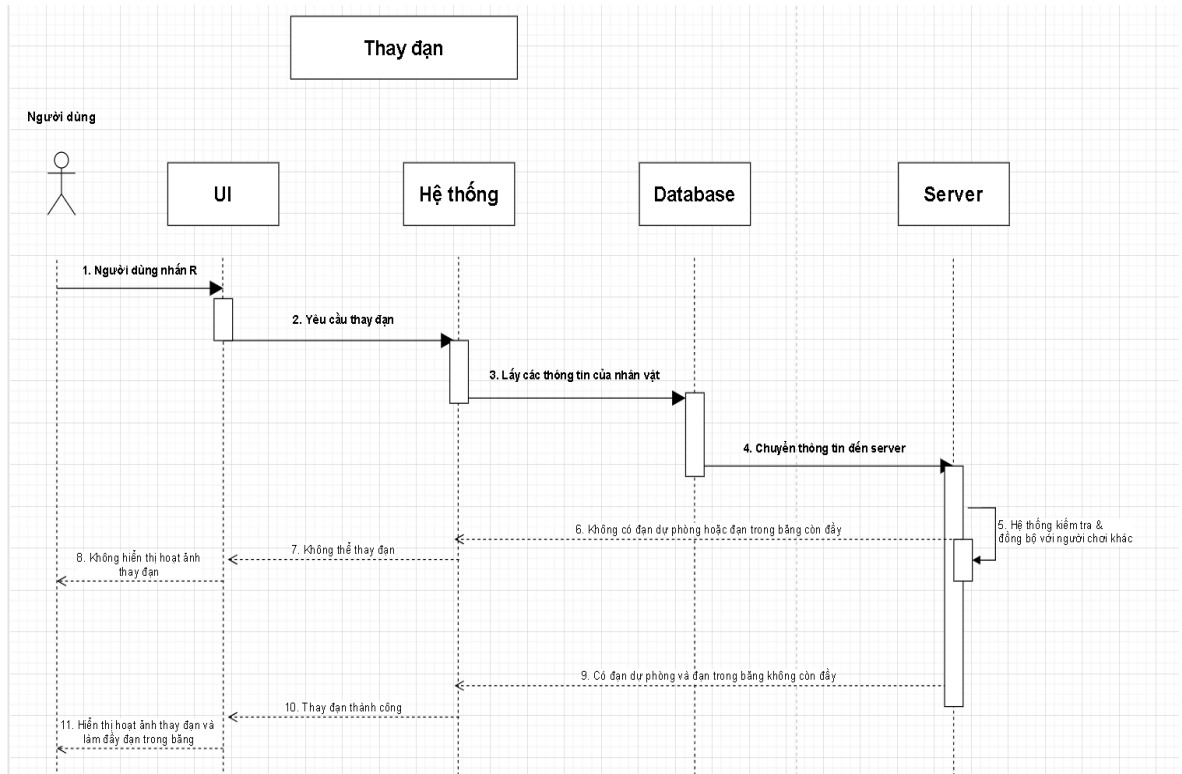 Thay đạn
Người dùng
UI
Hệ thống
Database
Server
1. Người dùng nhấn R
2. Yêu cầu thay đạn
3. Lấy các thông tin của nhân vật
4. Chuyển thông tin đến server
5. Hệ thống kiểm tra &
đồng bộ với người chơi khác
6. Không có đạn dự phòng hoặc đạn trong băng còn đầy
7. Không thể thay đạn
8. Không hiển thị hoạt ảnh
thay đạn
9. Có đạn dự phòng và đạn trong băng không còn đầy
10. Thay đạn thành công
11. Hiển thị hoạt ảnh thay đạn và
làm đầy đạn trong băng